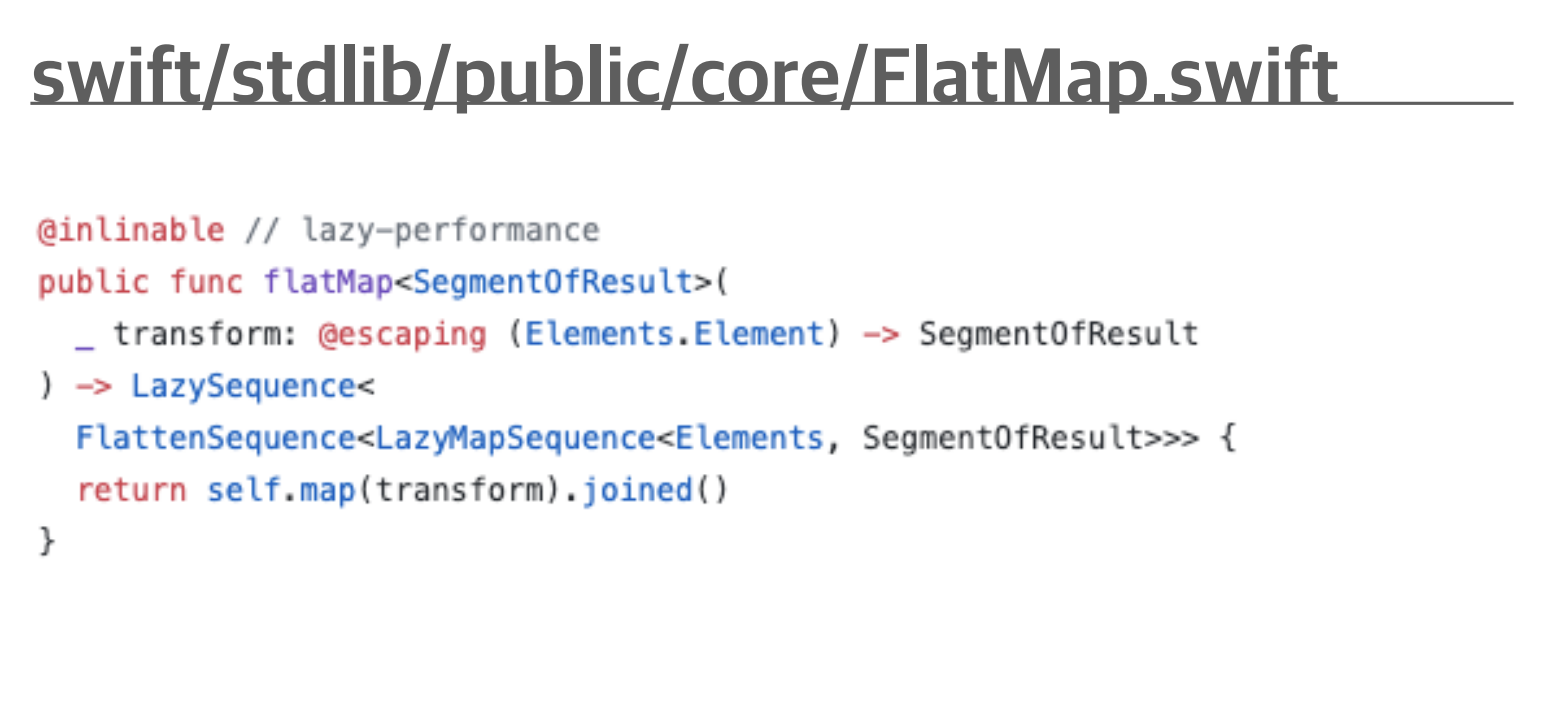 swift/stdlib/public/core/FlatMap.swift
@inlinable // lazy-performance
public func flatMap<SegmentOfResult>(
  _ transform: @escaping (Elements.Element) -> SegmentOfResult
) -> LazySequence<
  FlattenSequence<LazyMapSequence<Elements, SegmentOfResult>>> {
  return self.map(transform).joined()
}